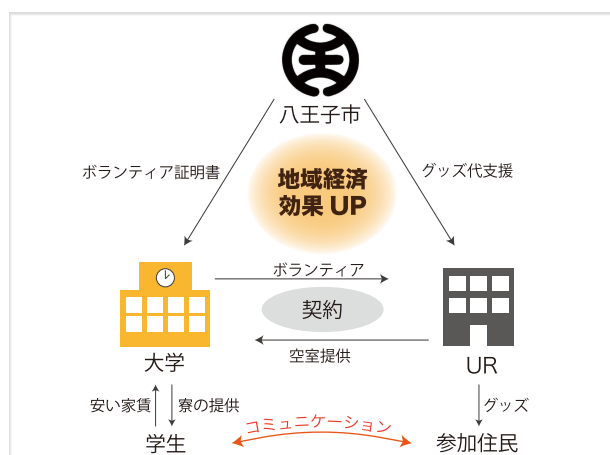 八王子市
ボランティア証明書
グッズ代支援
地域経済
効果 UP
ボランティア
契約
空室提供
大学
UR
安い家賃
寮の提供
グッズ
コミュニケーション
学生
参加住民